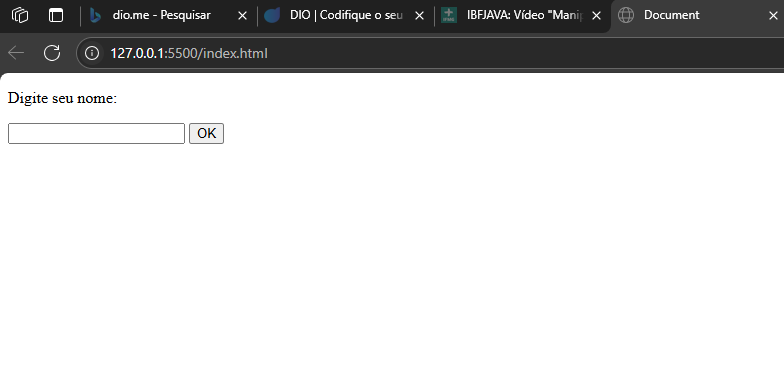 dio.me - Pesquisar
DIO | Codifique o seu
IBFJAVA: Vídeo "Manip
Document
127.0.0.1:5500/index.html
Digite seu nome:
OK